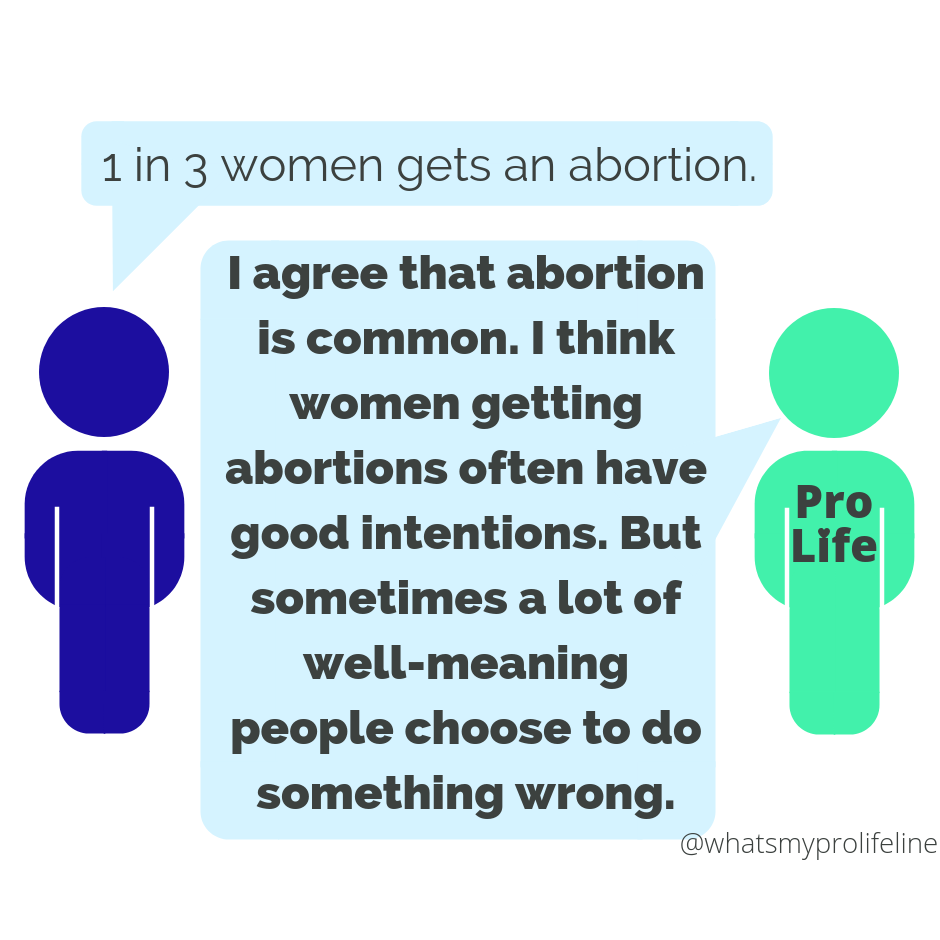 1 in 3 women gets an abortion.
I agree that abortion
is common. I think
women getting
abortions often have
good intentions. But
sometimes a lot of
well-meaning
people choose to do
something wrong.
Pro
Life
@whatsmyprolifeline